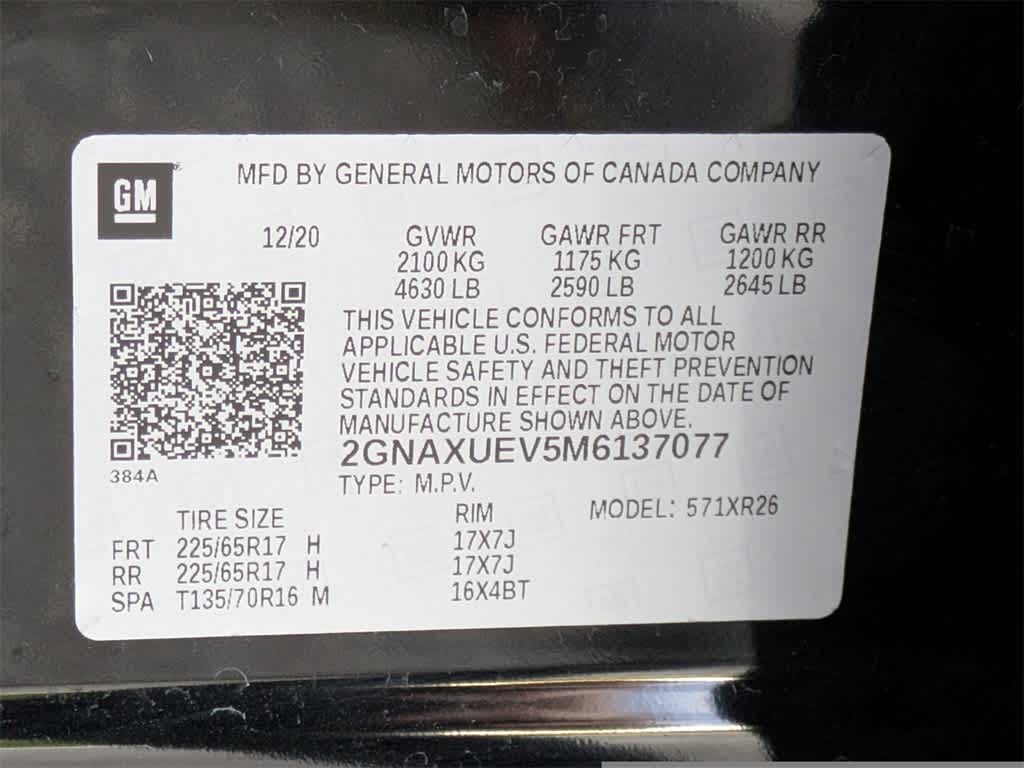 GM
MFD BY GENERAL MOTORS OF CANADA COMPANY
12/20 GVWR GAWR FRT GAWR RR
2100 KG 1175 KG 1200 KG
4630 LB 2590 LB 2645 LB
THIS VEHICLE CONFORMS TO ALL
APPLICABLE U.S. FEDERAL MOTOR
VEHICLE SAFETY AND THEFT PREVENTION
STANDARDS IN EFFECT ON THE DATE OF
MANUFACTURE SHOWN ABOVE.
2GNAXUEV5M6137077
384A
TYPE: M.P.V.
TIRE SIZE RIM MODEL: 571XR26
FRT 225/65R17 H 17X7J
RR 225/65R17 H 17X7J
SPA T135/70R16 M 16X4BT